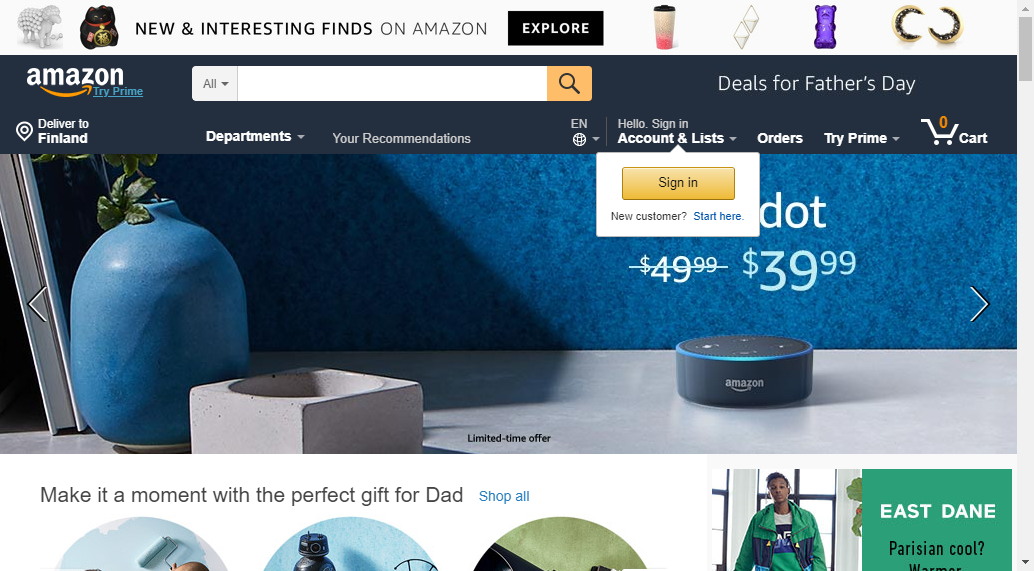 NEW & INTERESTING FINDS ON AMAZON EXPLORE
amazon
Try Prime
All
Deals for Father's Day
Deliver to
Finland
Departments
Your Recommendations
EN
Hello. Sign in
Account & Lists
Orders
Try Prime
0
Cart
Sign in
New customer? Start here.
dot
$49.99 $39.99
amazon
Limited-time offer
Make it a moment with the perfect gift for Dad Shop all
EAST DANE
Parisian cool?
Warmer